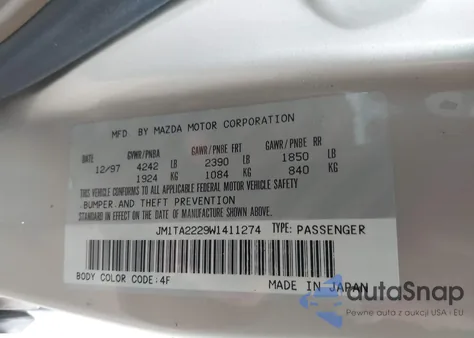 MFD. BY MAZDA MOTOR CORPORATION
DATE GVWR/PNBA GAWR/PNBE FRT GAWR/PNBE RR
12/97 4242 LB 2390 LB 1850 LB
1924 KG 1084 KG 840 KG
THIS VEHICLE CONFORMS TO ALL APPLICABLE FEDERAL MOTOR VEHICLE SAFETY
BUMPER AND THEFT PREVENTION
STANDARD IN EFFECT ON THE DATE OF MANUFACTURE SHOWN ABOVE.
JM1TA2229W1411274 TYPE: PASSENGER
BODY COLOR CODE: 4F MADE IN JAPAN
autoSnap
Pewne auta z aukcji USA i EU